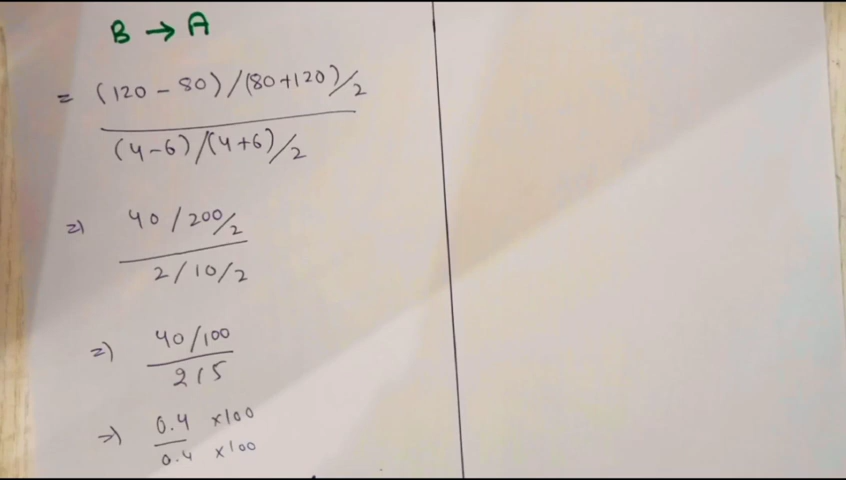 B → A
= (120 - 80) / (80+120)/2
(4-6) / (4+6)/2
=) 40 / 200/2
2 / 10 / 2
=) 40/100
2/5
=) 0.4 x100
0.4 x100